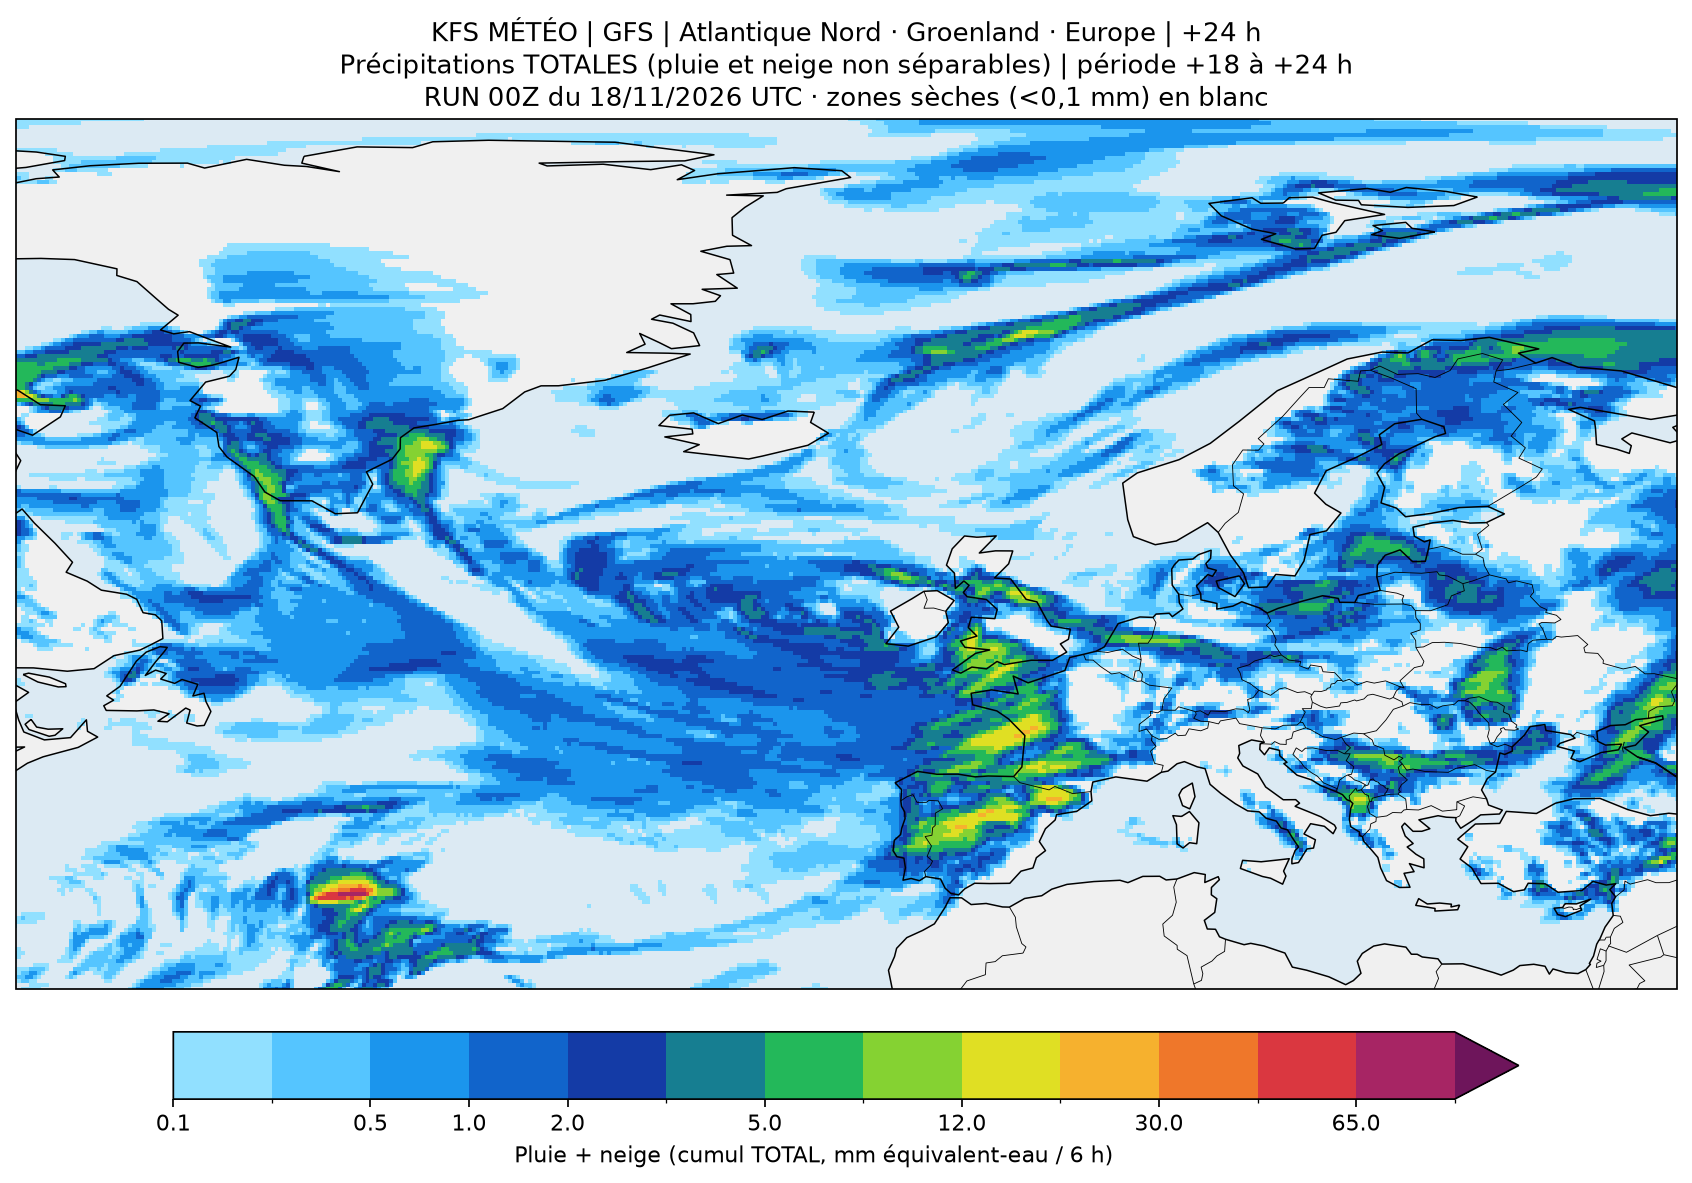 KFS MÉTÉO | GFS | Atlantique Nord · Groenland · Europe | +24 h
Précipitations TOTALES (pluie et neige non séparables) | période +18 à +24 h
RUN 00Z du 18/11/2026 UTC · zones sèches (<0,1 mm) en blanc
0.1 0.5 1.0 2.0 5.0 12.0 30.0 65.0
Pluie + neige (cumul TOTAL, mm équivalent-eau / 6 h)